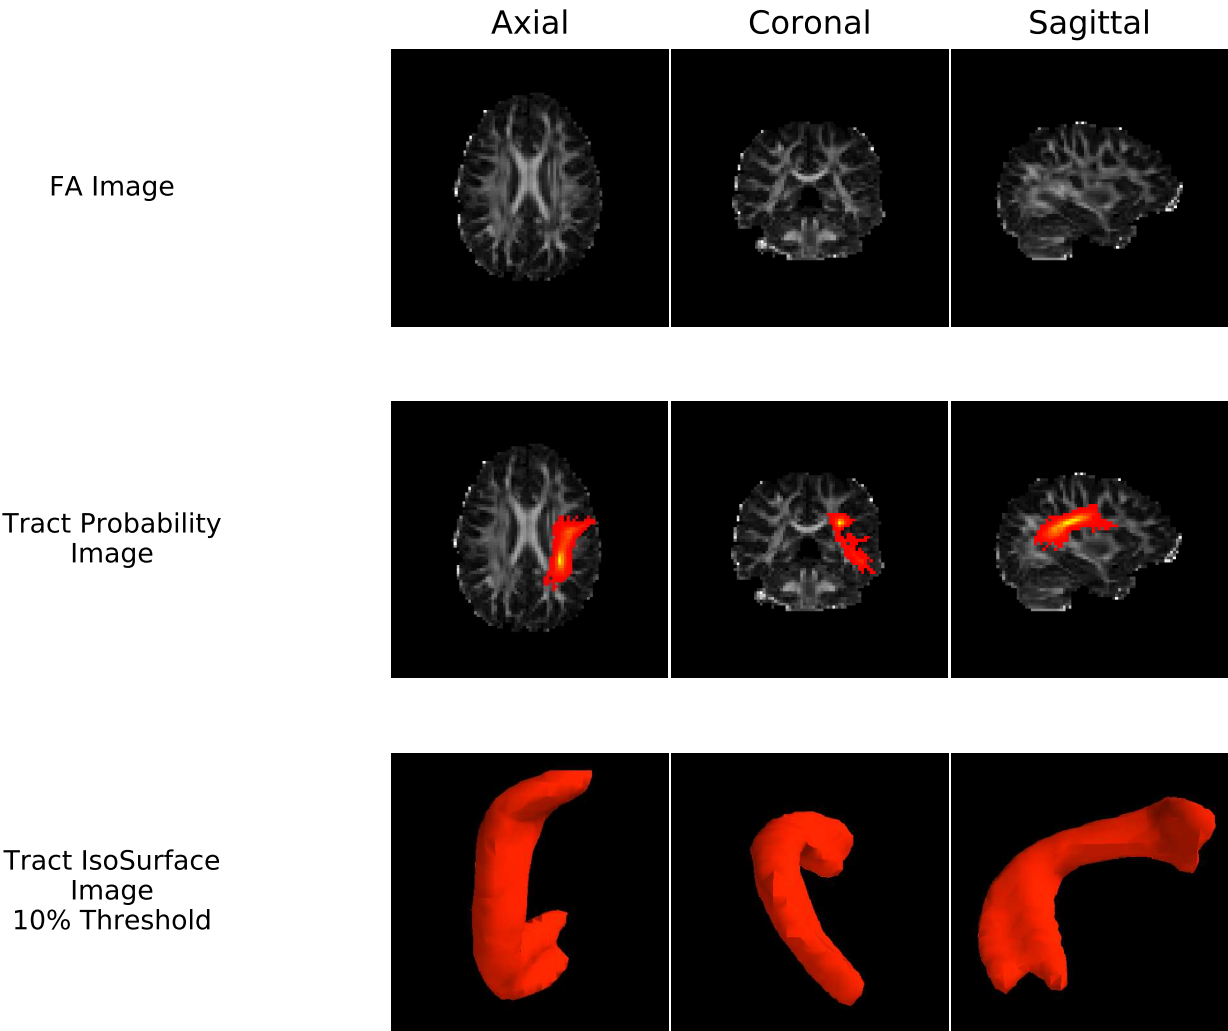 Axial Coronal Sagittal
FA Image
Tract Probability
Image
Tract IsoSurface
Image
10% Threshold